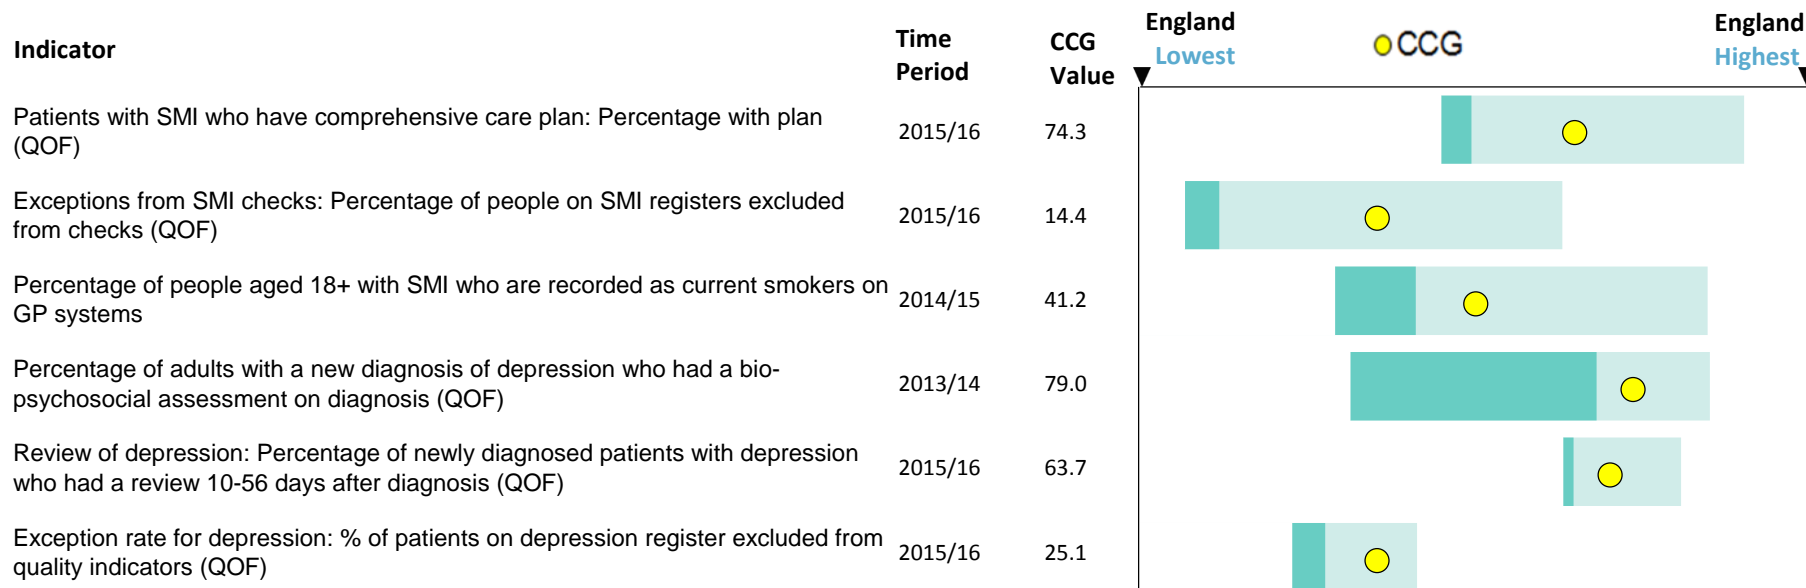 Indicator
Time
Period
CCG
Value
England
Lowest
CCG
England
Highest
Patients with SMI who have comprehensive care plan: Percentage with plan
(QOF)
2015/16
74.3
Exceptions from SMI checks: Percentage of people on SMI registers excluded
from checks (QOF)
2015/16
14.4
Percentage of people aged 18+ with SMI who are recorded as current smokers on
GP systems
2014/15
41.2
Percentage of adults with a new diagnosis of depression who had a bio-
psychosocial assessment on diagnosis (QOF)
2013/14
79.0
Review of depression: Percentage of newly diagnosed patients with depression
who had a review 10-56 days after diagnosis (QOF)
2015/16
63.7
Exception rate for depression: % of patients on depression register excluded from
quality indicators (QOF)
2015/16
25.1